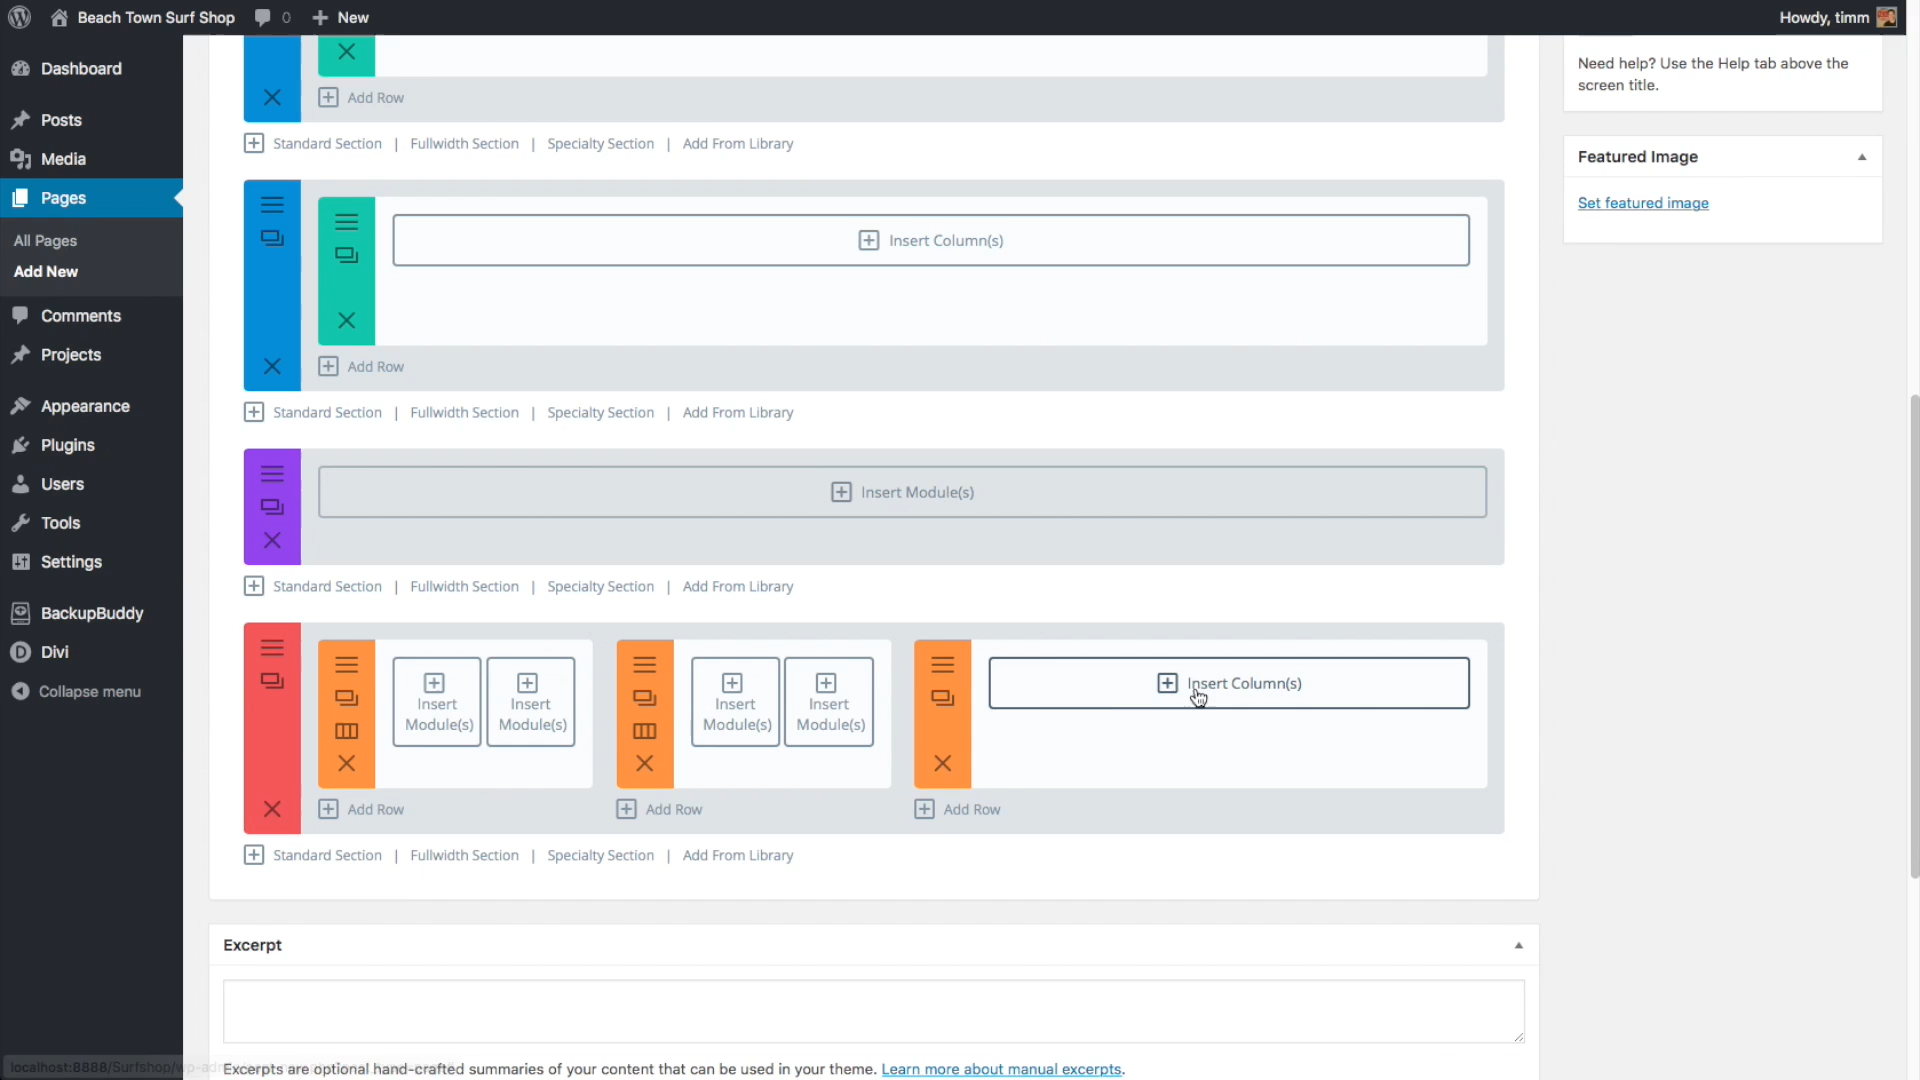 Beach Town Surf Shop 0 New Howdy, timm
Dashboard
Posts
Media
Pages
All Pages
Add New
Comments
Projects
Appearance
Plugins
Users
Tools
Settings
BackupBuddy
Divi
Collapse menu
Add Row
Standard Section | Fullwidth Section | Specialty Section | Add From Library
Insert Column(s)
Add Row
Standard Section | Fullwidth Section | Specialty Section | Add From Library
Insert Module(s)
Standard Section | Fullwidth Section | Specialty Section | Add From Library
Insert
Module(s)
Insert
Module(s)
Insert
Module(s)
Insert
Module(s)
Insert Column(s)
Add Row Add Row Add Row
Standard Section | Fullwidth Section | Specialty Section | Add From Library
Excerpt
Excerpts are optional hand-crafted summaries of your content that can be used in your theme. Learn more about manual excerpts.
Need help? Use the Help tab above the
screen title.
Featured Image
Set featured image
localhost:8888/Surfshop/wp-adm